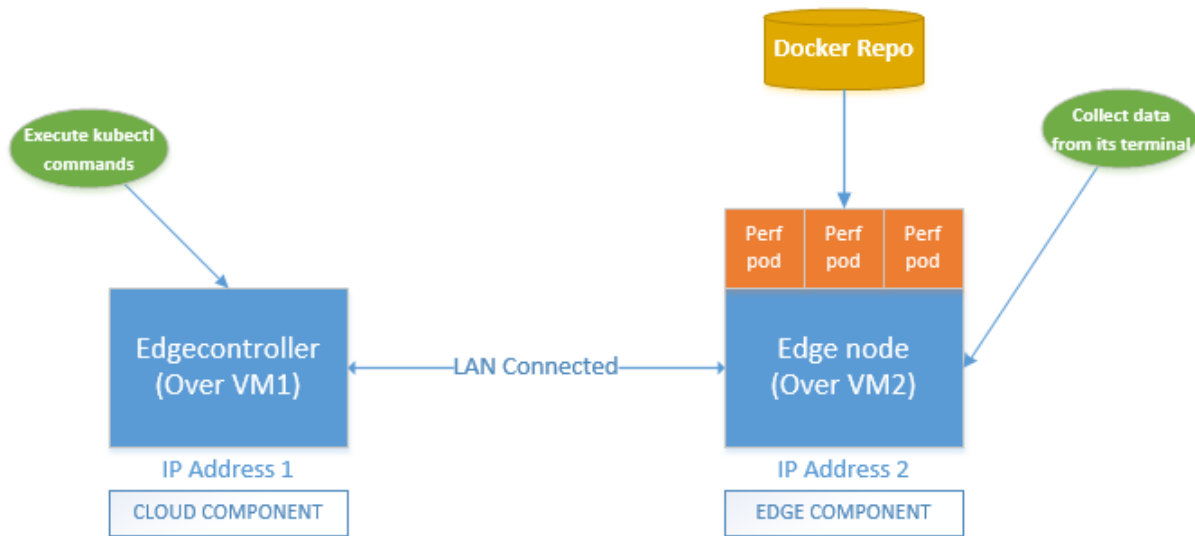 Docker Repo
Execute kubectl
commands
Collect data
from its terminal
Perf
pod
Perf
pod
Perf
pod
Edgecontroller
(Over VM1)
LAN Connected
Edge node
(Over VM2)
IP Address 1
IP Address 2
CLOUD COMPONENT
EDGE COMPONENT